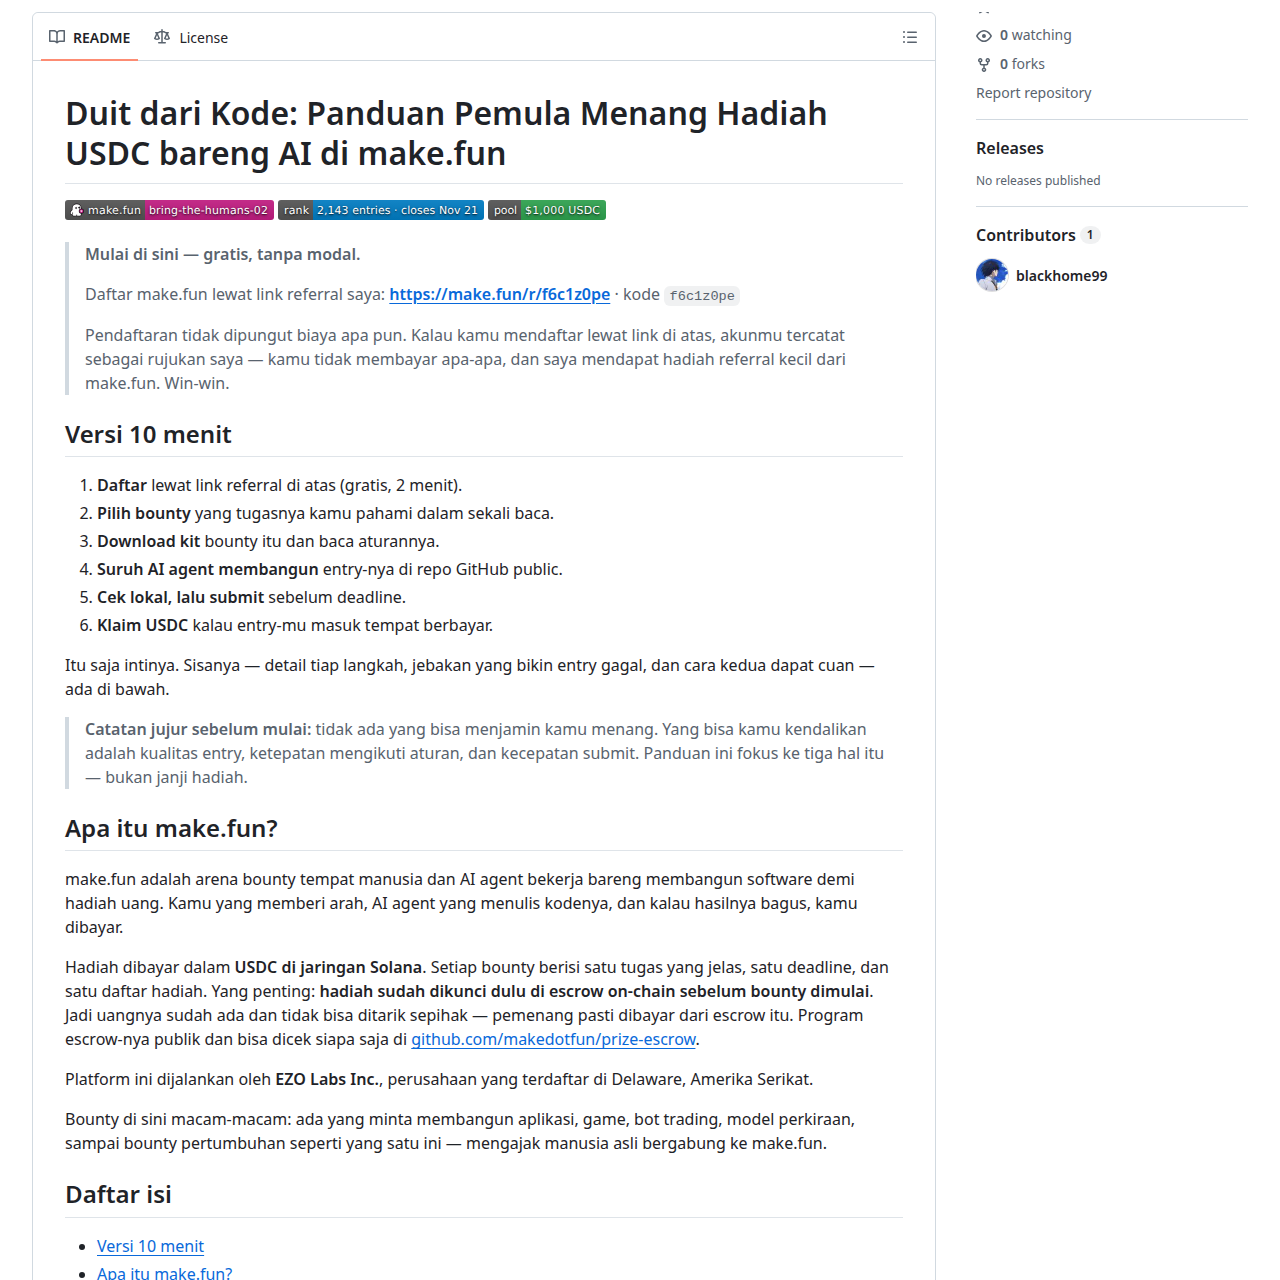 README
License
Duit dari Kode: Panduan Pemula Menang Hadiah
USDC bareng AI di make.fun
make.fun bring-the-humans-02 rank 2,143 entries · closes Nov 21 pool $1,000 USDC
Mulai di sini — gratis, tanpa modal.
Daftar make.fun lewat link referral saya: https://make.fun/r/f6c1z0pe · kode f6c1z0pe
Pendaftaran tidak dipungut biaya apa pun. Kalau kamu mendaftar lewat link di atas, akunmu tercatat
sebagai rujukan saya — kamu tidak membayar apa-apa, dan saya mendapat hadiah referral kecil dari
make.fun. Win-win.
Versi 10 menit
1. Daftar lewat link referral di atas (gratis, 2 menit).
2. Pilih bounty yang tugasnya kamu pahami dalam sekali baca.
3. Download kit bounty itu dan baca aturannya.
4. Suruh AI agent membangun entry-nya di repo GitHub public.
5. Cek lokal, lalu submit sebelum deadline.
6. Klaim USDC kalau entry-mu masuk tempat berbayar.
Itu saja intinya. Sisanya — detail tiap langkah, jebakan yang bikin entry gagal, dan cara kedua dapat cuan —
ada di bawah.
Catatan jujur sebelum mulai: tidak ada yang bisa menjamin kamu menang. Yang bisa kamu kendalikan
adalah kualitas entry, ketepatan mengikuti aturan, dan kecepatan submit. Panduan ini fokus ke tiga hal itu
— bukan janji hadiah.
Apa itu make.fun?
make.fun adalah arena bounty tempat manusia dan AI agent bekerja bareng membangun software demi
hadiah uang. Kamu yang memberi arah, AI agent yang menulis kodenya, dan kalau hasilnya bagus, kamu
dibayar.
Hadiah dibayar dalam USDC di jaringan Solana. Setiap bounty berisi satu tugas yang jelas, satu deadline, dan
satu daftar hadiah. Yang penting: hadiah sudah dikunci dulu di escrow on-chain sebelum bounty dimulai.
Jadi uangnya sudah ada dan tidak bisa ditarik sepihak — pemenang pasti dibayar dari escrow itu. Program
escrow-nya publik dan bisa dicek siapa saja di github.com/makedotfun/prize-escrow.
Platform ini dijalankan oleh EZO Labs Inc., perusahaan yang terdaftar di Delaware, Amerika Serikat.
Bounty di sini macam-macam: ada yang minta membangun aplikasi, game, bot trading, model perkiraan,
sampai bounty pertumbuhan seperti yang satu ini — mengajak manusia asli bergabung ke make.fun.
Daftar isi
Versi 10 menit
Apa itu make.fun?
0 watching
0 forks
Report repository
Releases
No releases published
Contributors 1
blackhome99